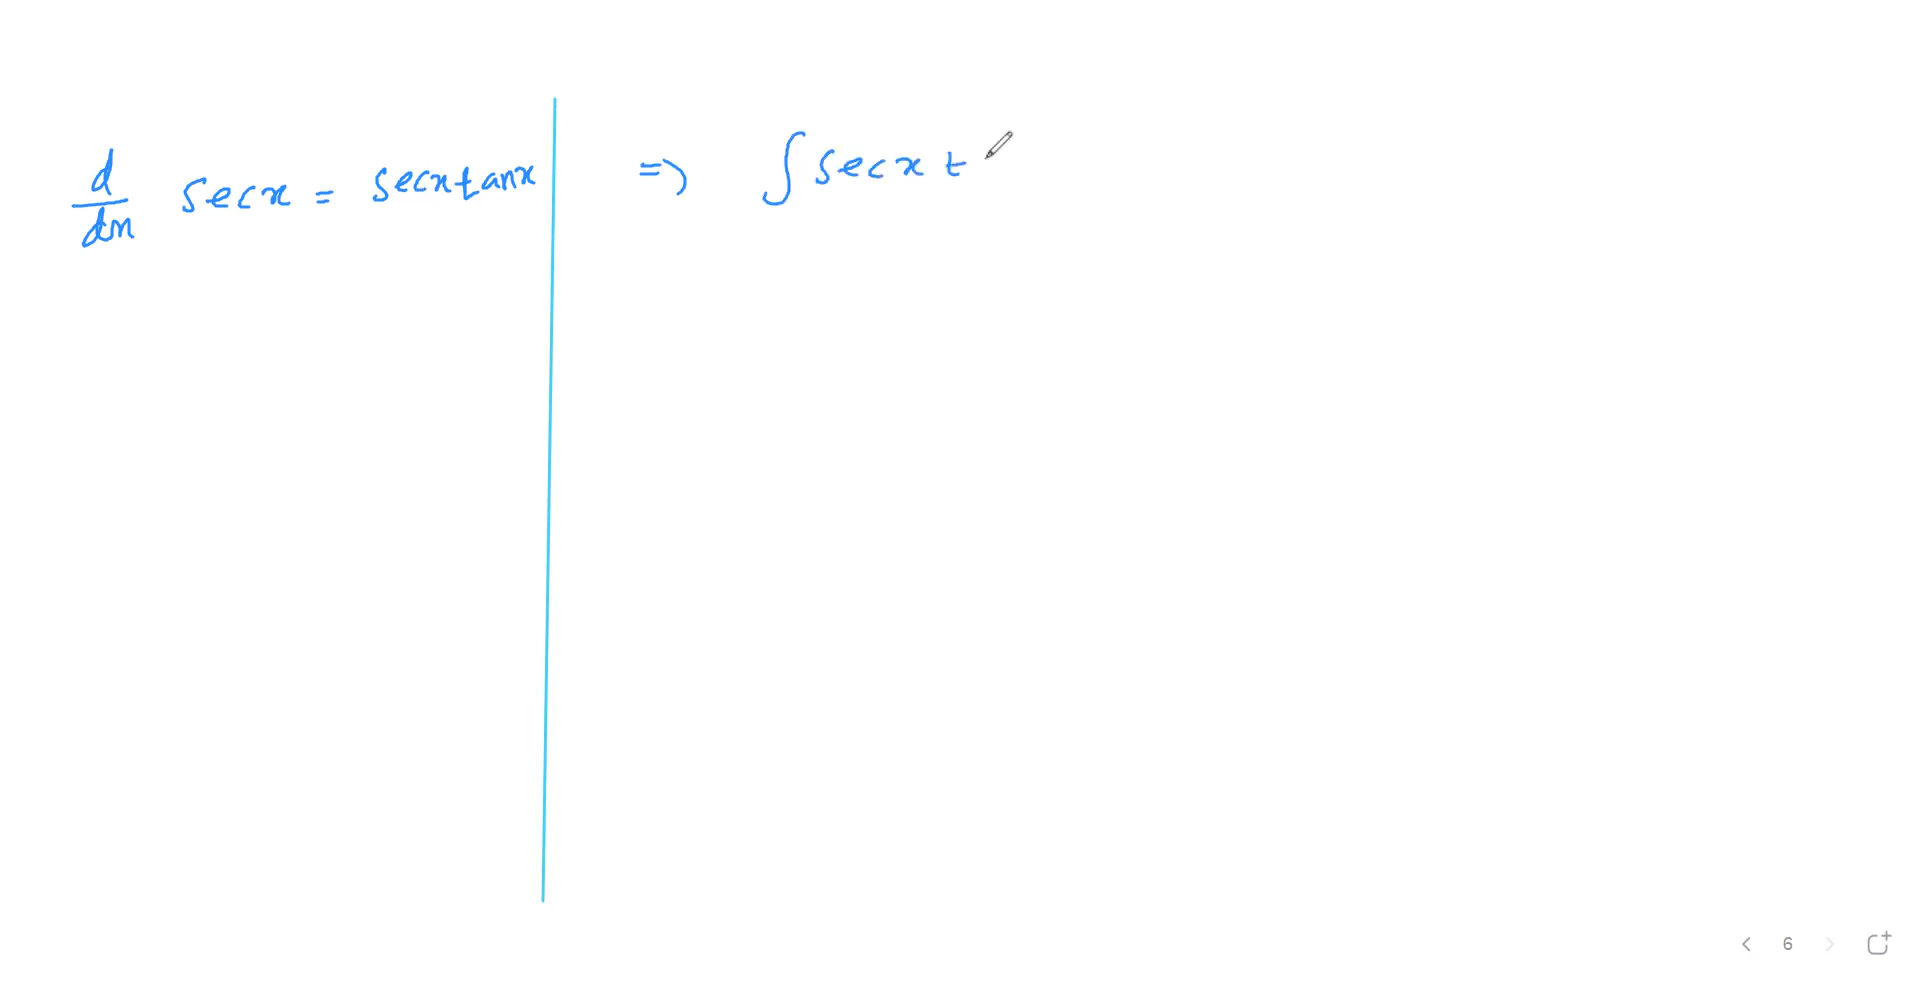 d/dx secx = secxtanx => ∫secx t
6